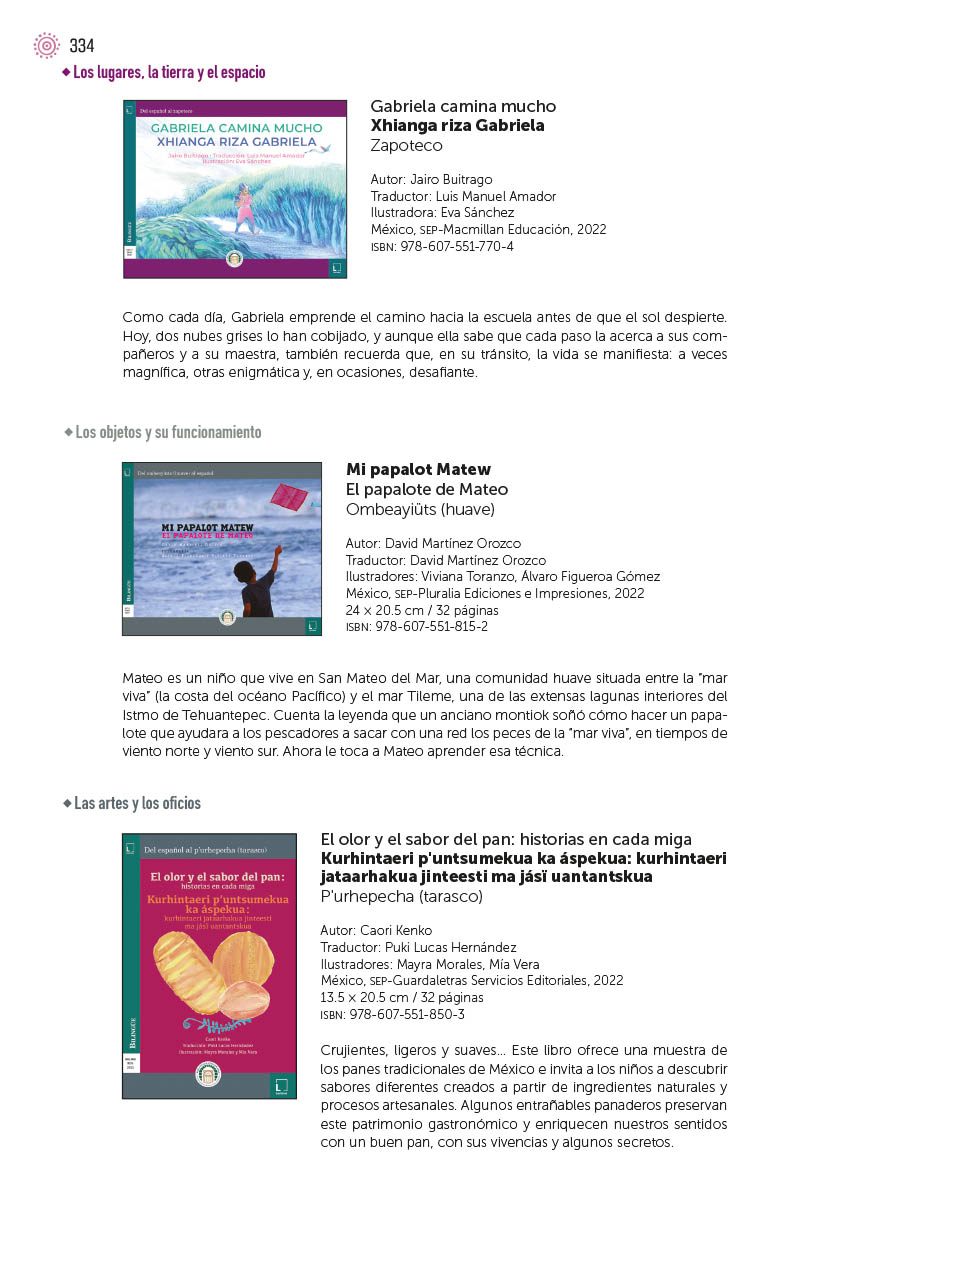 334
Los lugares, la tierra y el espacio
Del español al zapoteco
GABRIELA CAMINA MUCHO
XHIANGA RIZA GABRIELA
Jairo Buitrago · Traducción: Luis Manuel Amador
Ilustración: Eva Sánchez
BILINGÜE
Gabriela camina mucho
Xhianga riza Gabriela
Zapoteco
Autor: Jairo Buitrago
Traductor: Luis Manuel Amador
Ilustradora: Eva Sánchez
México, SEP-Macmillan Educación, 2022
ISBN: 978-607-551-770-4
Como cada día, Gabriela emprende el camino hacia la escuela antes de que el sol despierte.
Hoy, dos nubes grises lo han cobijado, y aunque ella sabe que cada paso la acerca a sus com-
pañeros y a su maestra, también recuerda que, en su tránsito, la vida se manifiesta: a veces
magnífica, otras enigmática y, en ocasiones, desafiante.
Los objetos y su funcionamiento
Del ombeayiüts (huave) al español
MI PAPALOT MATEW
EL PAPALOTE DE MATEO
BILINGÜE
Mi papalot Matew
El papalote de Mateo
Ombeayiüts (huave)
Autor: David Martínez Orozco
Traductor: David Martínez Orozco
Ilustradores: Viviana Toranzo, Álvaro Figueroa Gómez
México, SEP-Pluralia Ediciones e Impresiones, 2022
24 x 20.5 cm / 32 páginas
ISBN: 978-607-551-815-2
Mateo es un niño que vive en San Mateo del Mar, una comunidad huave situada entre la “mar
viva” (la costa del océano Pacífico) y el mar Tileme, una de las extensas lagunas interiores del
Istmo de Tehuantepec. Cuenta la leyenda que un anciano montiok soñó cómo hacer un papa-
lote que ayudara a los pescadores a sacar con una red los peces de la “mar viva”, en tiempos de
viento norte y viento sur. Ahora le toca a Mateo aprender esa técnica.
Las artes y los oficios
Del español al p'urhepecha (tarasco)
El olor y el sabor del pan:
historias en cada miga
Kurhintaeri p'untsumekua
ka áspekua:
kurhintaeri jataarhakua jinteesti
ma jásï uantantskua
Caori Kenko
Traducción: Puki Lucas Hernández
Ilustración: Mayra Morales y Mía Vera
BILINGÜE
El olor y el sabor del pan: historias en cada miga
Kurhintaeri p'untsumekua ka áspekua: kurhintaeri
jataarhakua jinteesti ma jásï uantantskua
P'urhepecha (tarasco)
Autor: Caori Kenko
Traductor: Puki Lucas Hernández
Ilustradores: Mayra Morales, Mía Vera
México, SEP-Guardaletras Servicios Editoriales, 2022
13.5 x 20.5 cm / 32 páginas
ISBN: 978-607-551-850-3
Crujientes, ligeros y suaves... Este libro ofrece una muestra de
los panes tradicionales de México e invita a los niños a descubrir
sabores diferentes creados a partir de ingredientes naturales y
procesos artesanales. Algunos entrañables panaderos preservan
este patrimonio gastronómico y enriquecen nuestros sentidos
con un buen pan, con sus vivencias y algunos secretos.